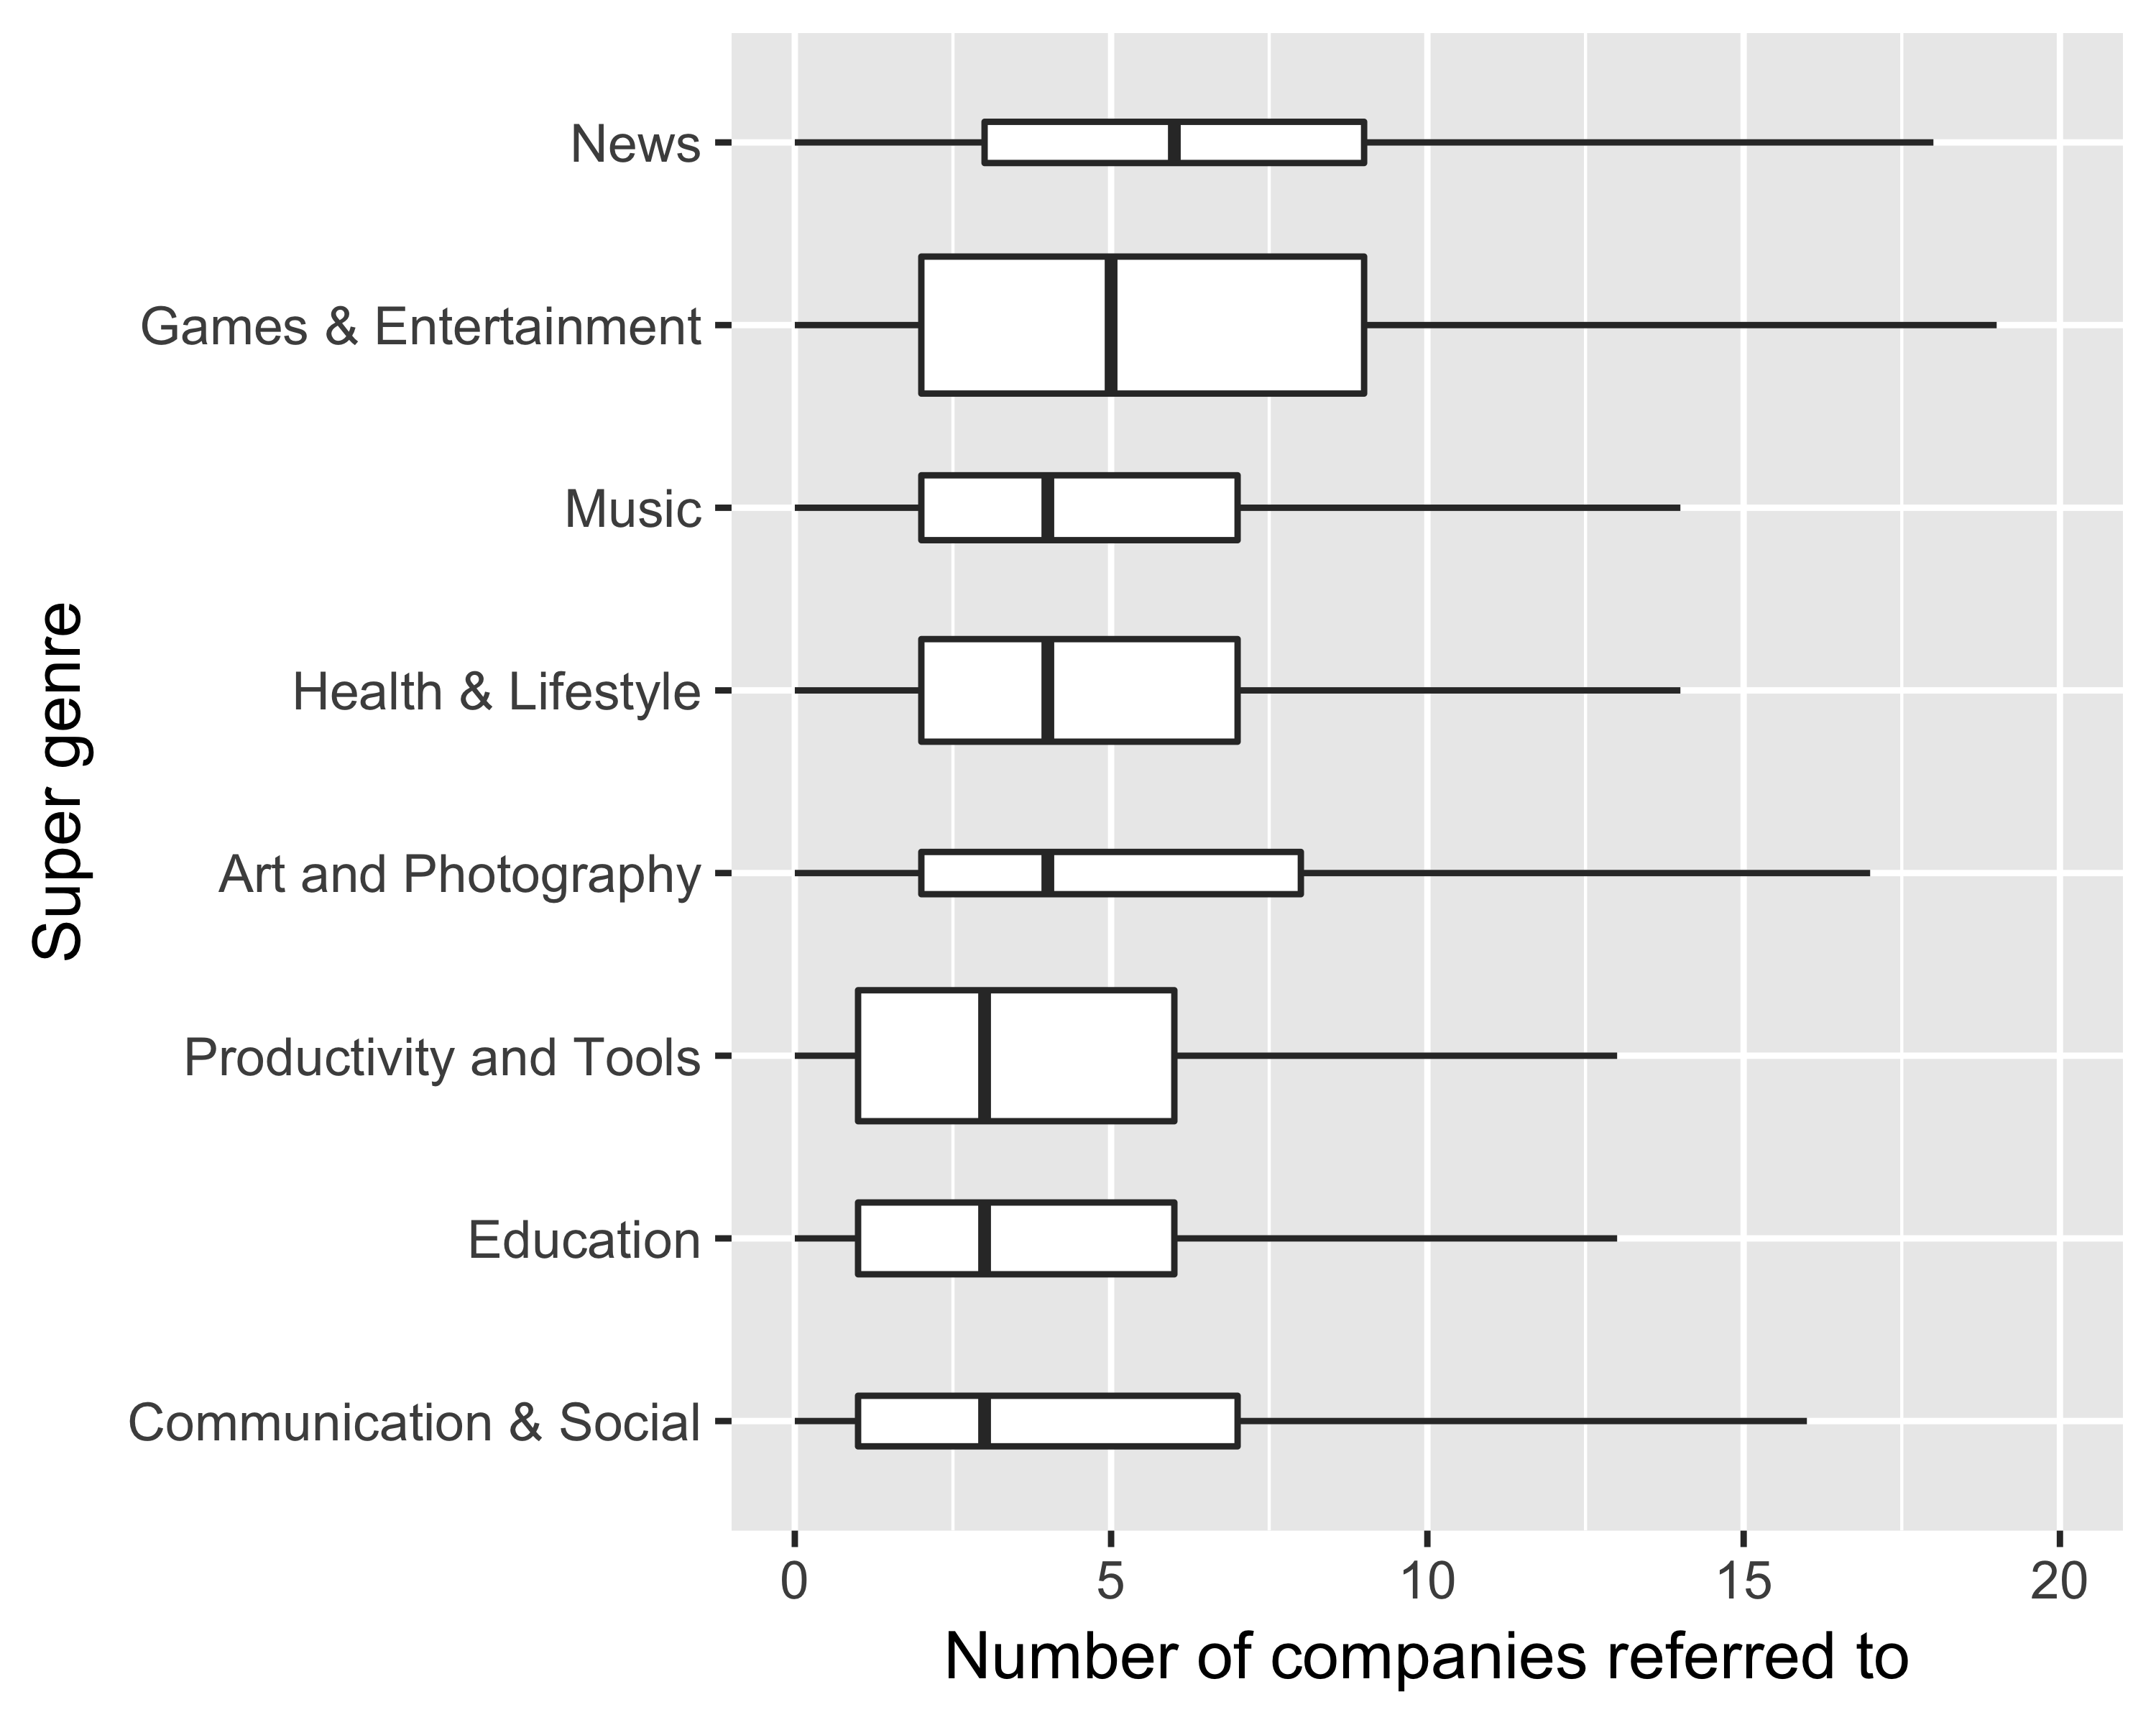 News
Games & Entertainment
Music
Health & Lifestyle
Art and Photography
Productivity and Tools
Education
Communication & Social
Super genre
0 5 10 15 20
Number of companies referred to